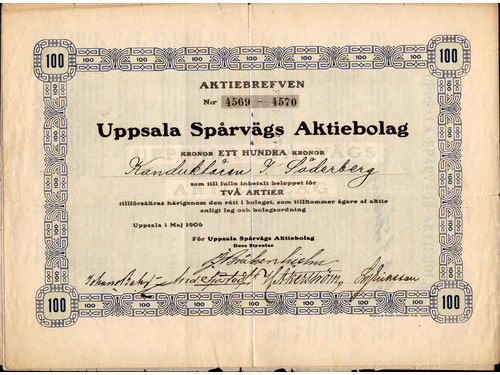 100 100
AKTIEBREFVEN
Nᴿᴵˢ 4569 - 4570
Uppsala Spårvägs Aktiebolag
à
KRONOR ETT HUNDRA KRONOR
Konduktören J. Söderberg
som till fullo inbetalt beloppet för
TVÅ AKTIER
tillförsäkras härigenom den rätt i bolaget, som tillkommer ägare af aktie
enligt lag och bolagsordning
Uppsala i Maj 1906
För Uppsala Spårvägs Aktiebolag
Dess Styrelse
100 100